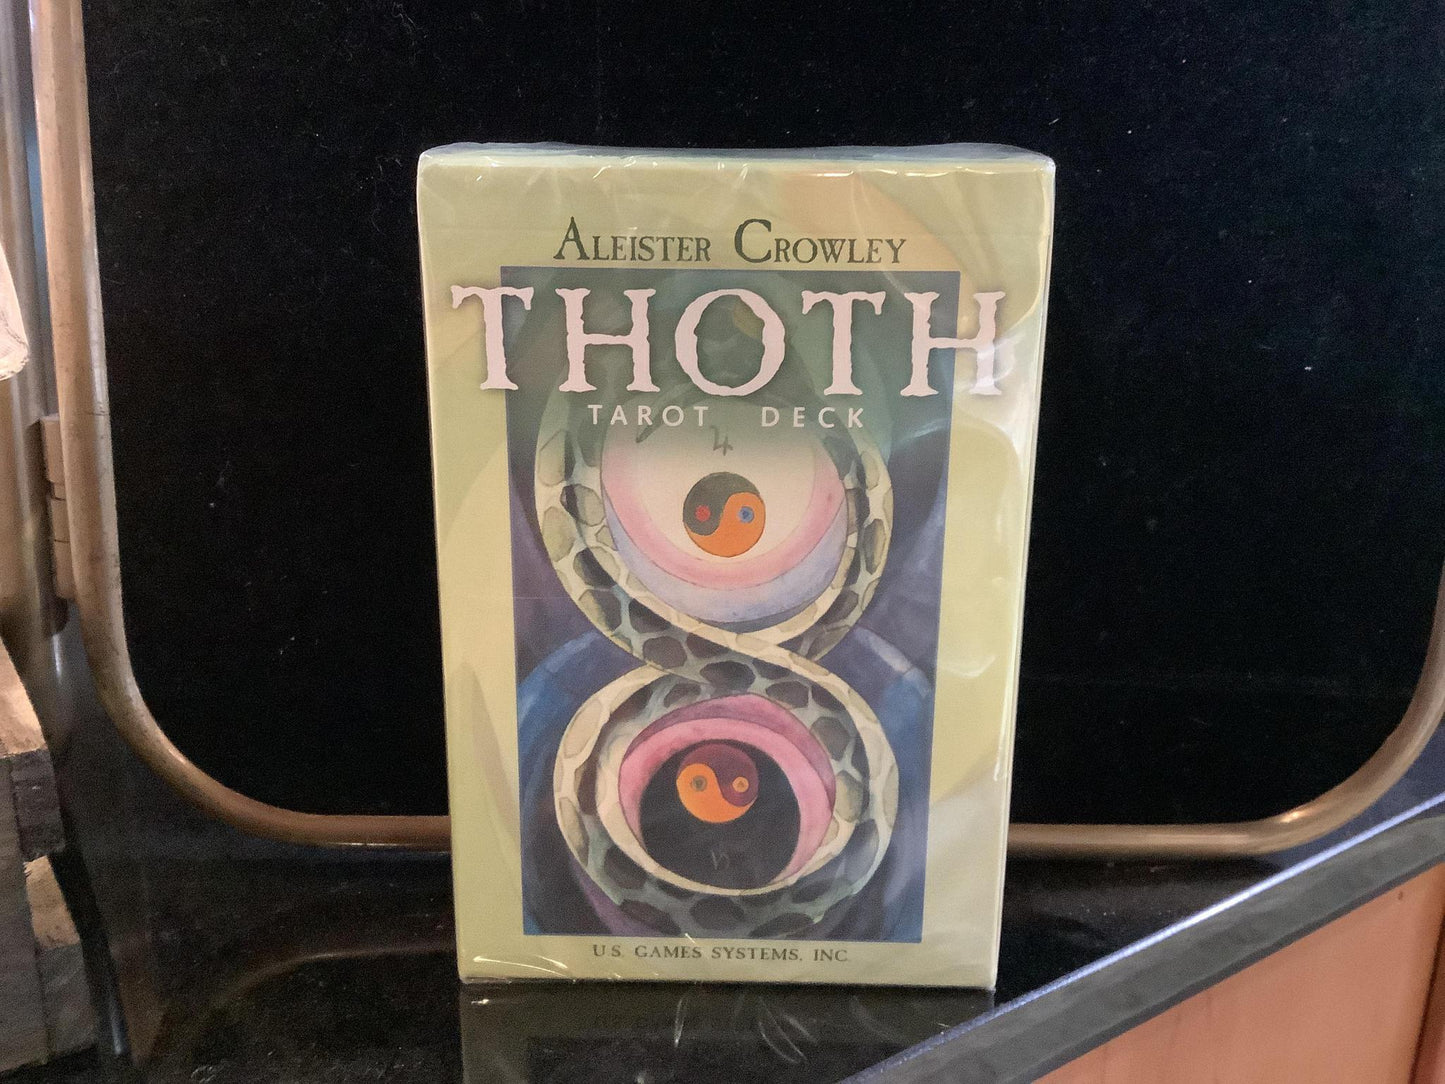 ALEISTER CROWLEY
THOTH
TAROT DECK
♃
♄
U.S. GAMES SYSTEMS, INC.